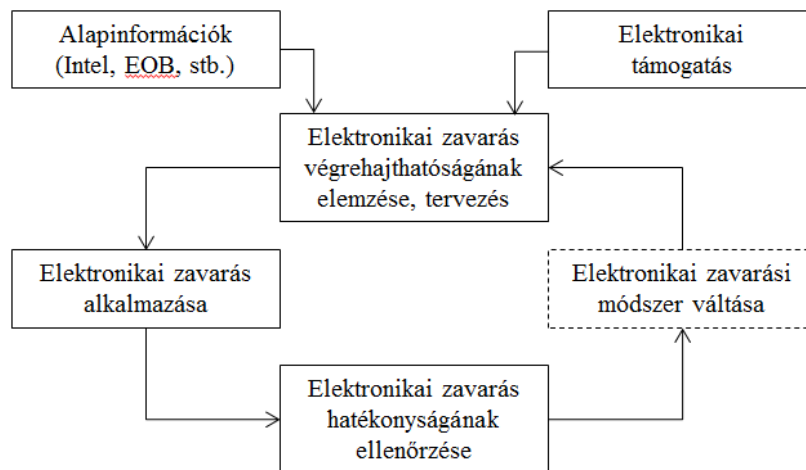 Alapinformációk
(Intel, EOB, stb.)
Elektronikai
támogatás
Elektronikai zavarás
végrehajthatóságának
elemzése, tervezés
Elektronikai zavarás
alkalmazása
Elektronikai zavarási
módszer váltása
Elektronikai zavarás
hatékonyságának
ellenőrzése